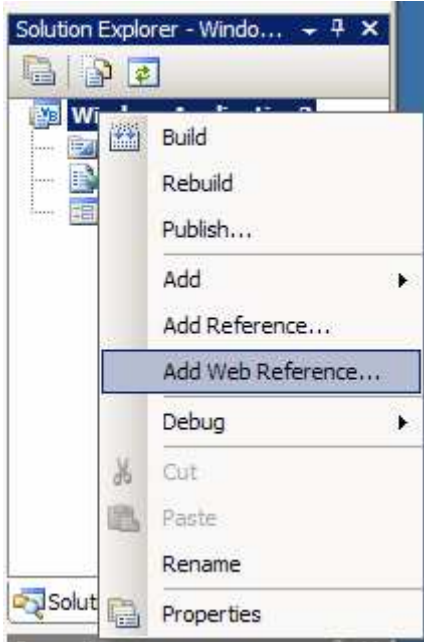 Solution Explorer - Windo...
Build
Rebuild
Publish...
Add
Add Reference...
Add Web Reference...
Debug
Cut
Paste
Rename
Solut
Properties